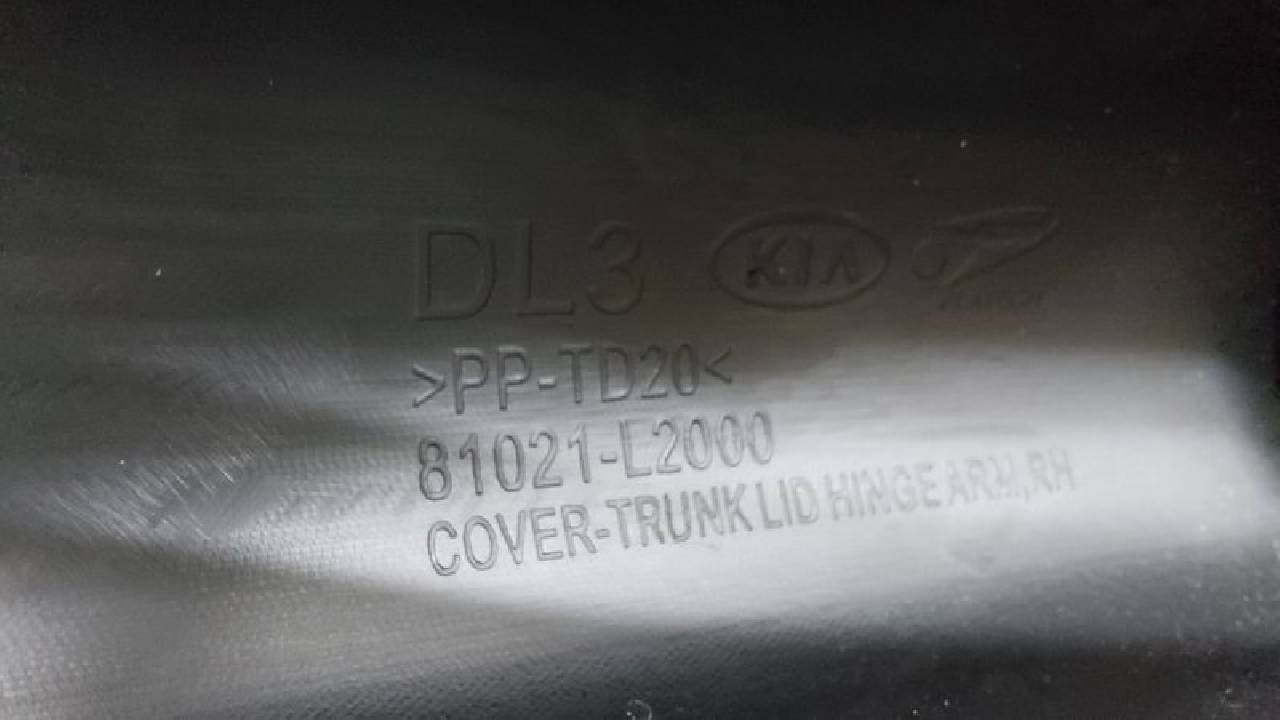 DL3 KIA
>PP-TD20<
81021-L2000
COVER-TRUNK LID HINGE ARM,RH